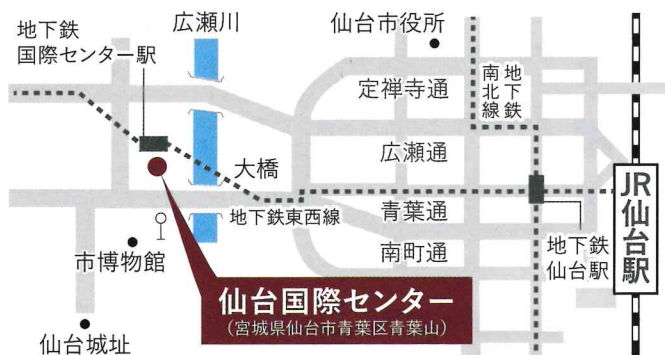 地下鉄
国際センター駅
広瀬川
仙台市役所
定禅寺通
地下鉄
南北線
広瀬通
大橋
地下鉄東西線
青葉通
南町通
地下鉄
仙台駅
JR仙台駅
市博物館
仙台国際センター
(宮城県仙台市青葉区青葉山)
仙台城址